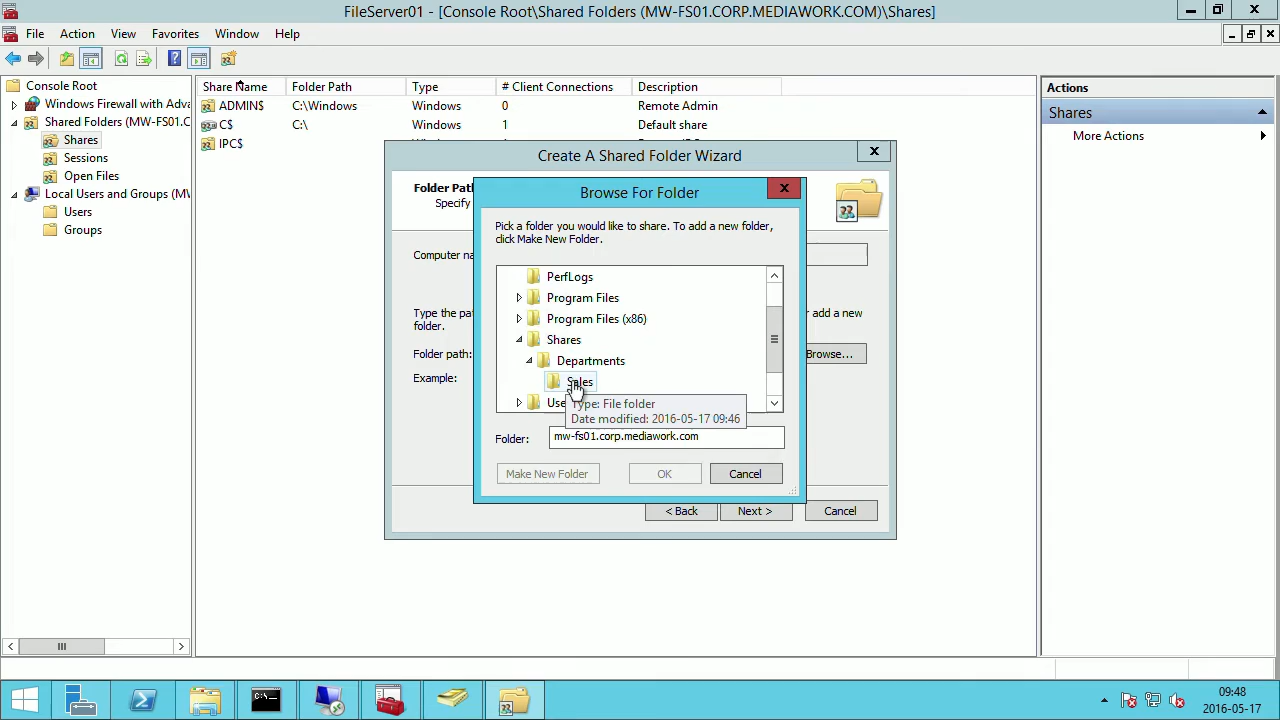 FileServer01 - [Console Root\Shared Folders (MW-FS01.CORP.MEDIAWORK.COM)\Shares]
File Action View Favorites Window Help
Console Root
Windows Firewall with Adva
Shared Folders (MW-FS01.C
Shares
Sessions
Open Files
Local Users and Groups (MW
Users
Groups
Share Name Folder Path Type # Client Connections Description
ADMIN$ C:\Windows Windows 0 Remote Admin
C$ C:\ Windows 1 Default share
IPC$
Actions
Shares
More Actions
Create A Shared Folder Wizard
Folder Pat
Specify
Computer na
Type the pat
r add a new
folder.
Folder path:
Browse...
Example:
< Back Next > Cancel
Browse For Folder
Pick a folder you would like to share. To add a new folder,
click Make New Folder.
PerfLogs
Program Files
Program Files (x86)
Shares
Departments
Sales
Use
Type: File folder
Date modified: 2016-05-17 09:46
Folder: mw-fs01.corp.mediawork.com
Make New Folder OK Cancel
09:48
2016-05-17